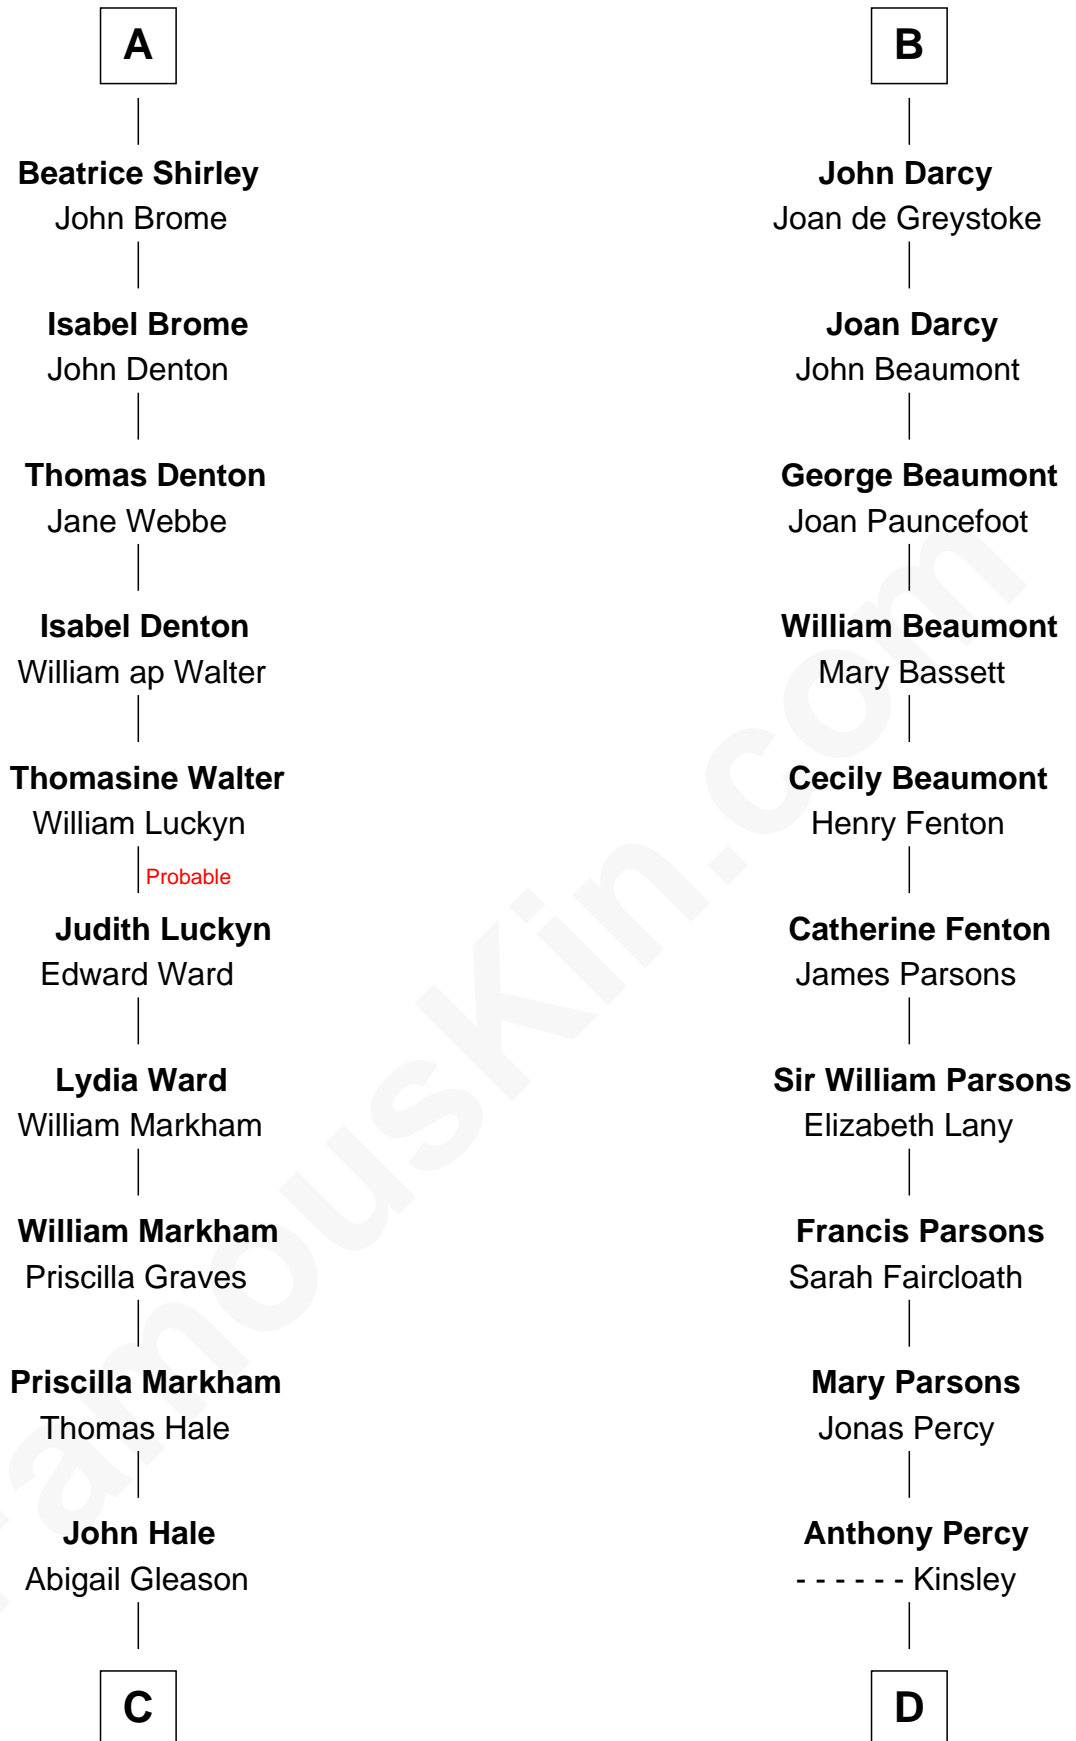 A
Beatrice Shirley
John Brome
Isabel Brome
John Denton
Thomas Denton
Jane Webbe
Isabel Denton
William ap Walter
Thomasine Walter
William Luckyn
Probable
Judith Luckyn
Edward Ward
Lydia Ward
William Markham
William Markham
Priscilla Graves
Priscilla Markham
Thomas Hale
John Hale
Abigail Gleason
C
B
John Darcy
Joan de Greystoke
Joan Darcy
John Beaumont
George Beaumont
Joan Pauncefoot
William Beaumont
Mary Bassett
Cecily Beaumont
Henry Fenton
Catherine Fenton
James Parsons
Sir William Parsons
Elizabeth Lany
Francis Parsons
Sarah Faircloath
Mary Parsons
Jonas Percy
Anthony Percy
- - - - - - Kinsley
D
FamousKin.com